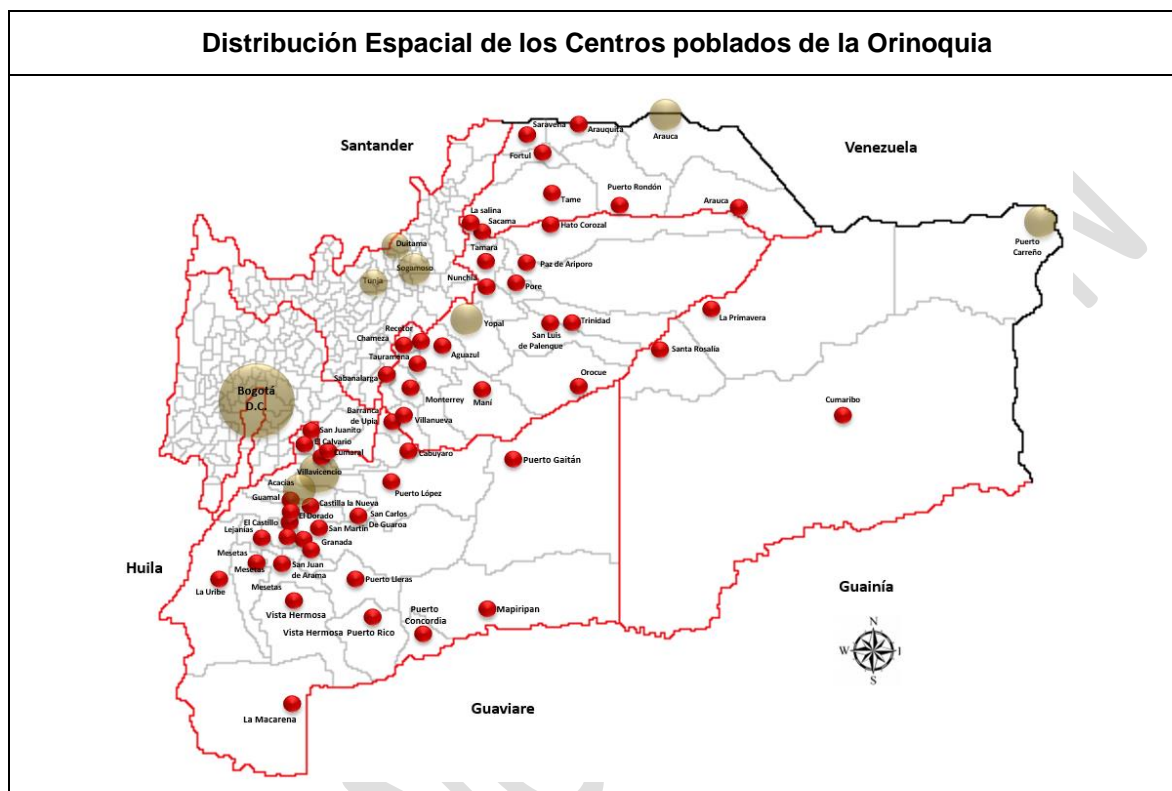 Distribución Espacial de los Centros poblados de la Orinoquia
Santander
Saravena
Arauquita
Arauca
Venezuela
Fortul
Tame
Puerto Rondón
Arauca
La salina
Sacama
Hato Corozal
Puerto
Carreño
Duitama
Sogamoso
Tunja
Tamara
Nunchia
Paz de Ariporo
Pore
Yopal
Recetor
Chameza
Aguazul
San Luis
de Palenque
Trinidad
La Primavera
Santa Rosalía
Tauramena
Sabanalarga
Monterrey
Maní
Orocue
Bogotá
D.C.
Barranca
de Upia
Villanueva
Cumaribo
San Juanito
El Calvario
Cumaral
Cabuyaro
Puerto Gaitán
Villavicencio
Acacías
Puerto López
Guamal
Castilla la Nueva
El Dorado
San Carlos
De Guaroa
El Castillo
San Martin
Lejanías
Granada
Mesetas
Mesetas
San Juan
de Arama
Mesetas
Huila
La Uribe
Puerto Lleras
Vista Hermosa
Vista Hermosa
Puerto Rico
Puerto
Concordia
Mapiripan
Guainía
N
W
I
S
La Macarena
Guaviare